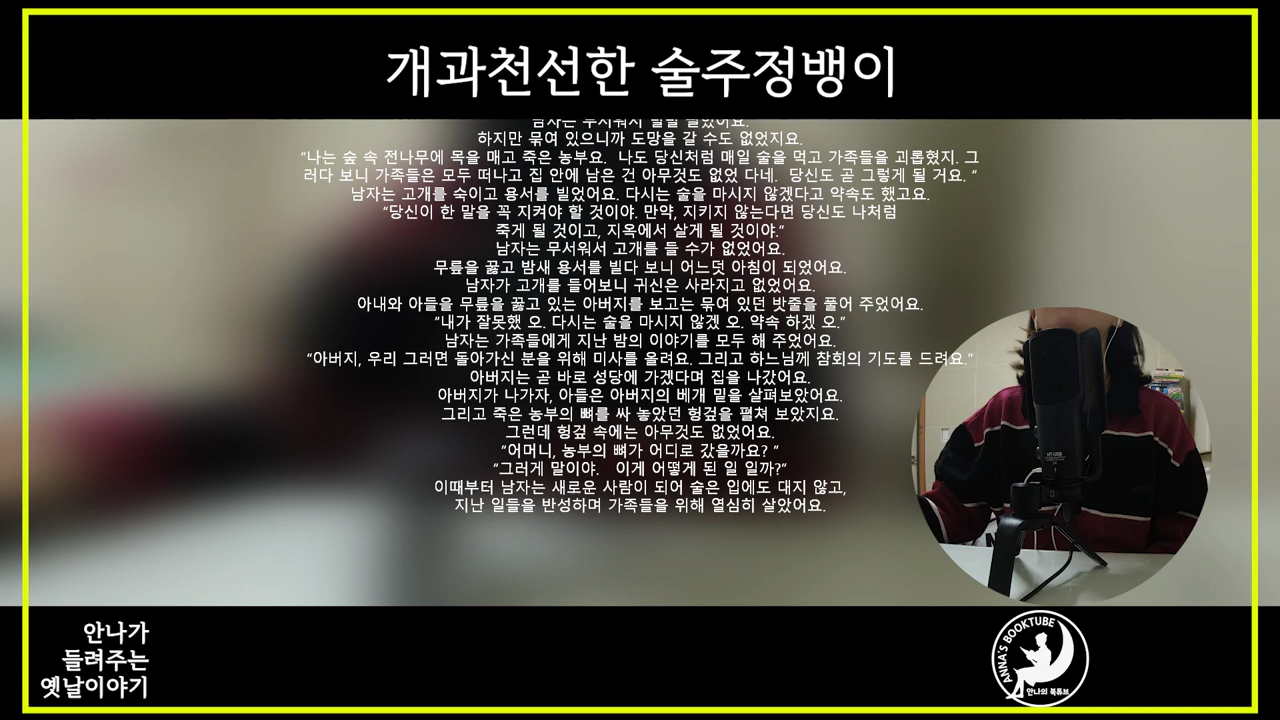 개과천선한 술주정뱅이
남자는 무서워서 벌벌 떨었어요.
하지만 묶여 있으니까 도망을 갈 수도 없었지요.
“나는 숲 속 전나무에 목을 매고 죽은 농부요. 나도 당신처럼 매일 술을 먹고 가족들을 괴롭혔지. 그
러다 보니 가족들은 모두 떠나고 집 안에 남은 건 아무것도 없었 다네. 당신도 곧 그렇게 될 거요. “
남자는 고개를 숙이고 용서를 빌었어요. 다시는 술을 마시지 않겠다고 약속도 했고요.
“당신이 한 말을 꼭 지켜야 할 것이야. 만약, 지키지 않는다면 당신도 나처럼
죽게 될 것이고, 지옥에서 살게 될 것이야.”
남자는 무서워서 고개를 들 수가 없었어요.
무릎을 꿇고 밤새 용서를 빌다 보니 어느덧 아침이 되었어요.
남자가 고개를 들어보니 귀신은 사라지고 없었어요.
아내와 아들을 무릎을 꿇고 있는 아버지를 보고는 묶여 있던 밧줄을 풀어 주었어요.
“내가 잘못했 오. 다시는 술을 마시지 않겠 오. 약속 하겠 오.”
남자는 가족들에게 지난 밤의 이야기를 모두 해 주었어요.
“아버지, 우리 그러면 돌아가신 분을 위해 미사를 올려요. 그리고 하느님께 참회의 기도를 드려요.”
아버지는 곧 바로 성당에 가겠다며 집을 나갔어요.
아버지가 나가자, 아들은 아버지의 베개 밑을 살펴보았어요.
그리고 죽은 농부의 뼈를 싸 놓았던 헝겊을 펼쳐 보았지요.
그런데 헝겊 속에는 아무것도 없었어요.
“어머니, 농부의 뼈가 어디로 갔을까요? “
“그러게 말이야. 이게 어떻게 된 일 일까?”
이때부터 남자는 새로운 사람이 되어 술은 입에도 대지 않고,
지난 일들을 반성하며 가족들을 위해 열심히 살았어요.
안나가
들려주는
옛날이야기
ANNA'S BOOKTUBE
안나의 북튜브